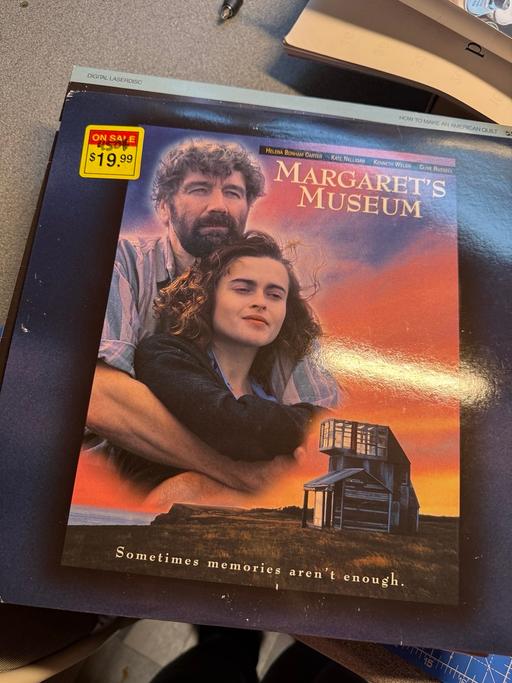 DIGITAL LASERDISC
HOW TO MAKE AN AMERICAN QUILT
ON SALE
$19.99
HELENA BONHAM CARTER KATE NELLIGAN KENNETH WELSH CLIVE RUSSELL
MARGARET'S
MUSEUM
Sometimes memories aren't enough.
p
15